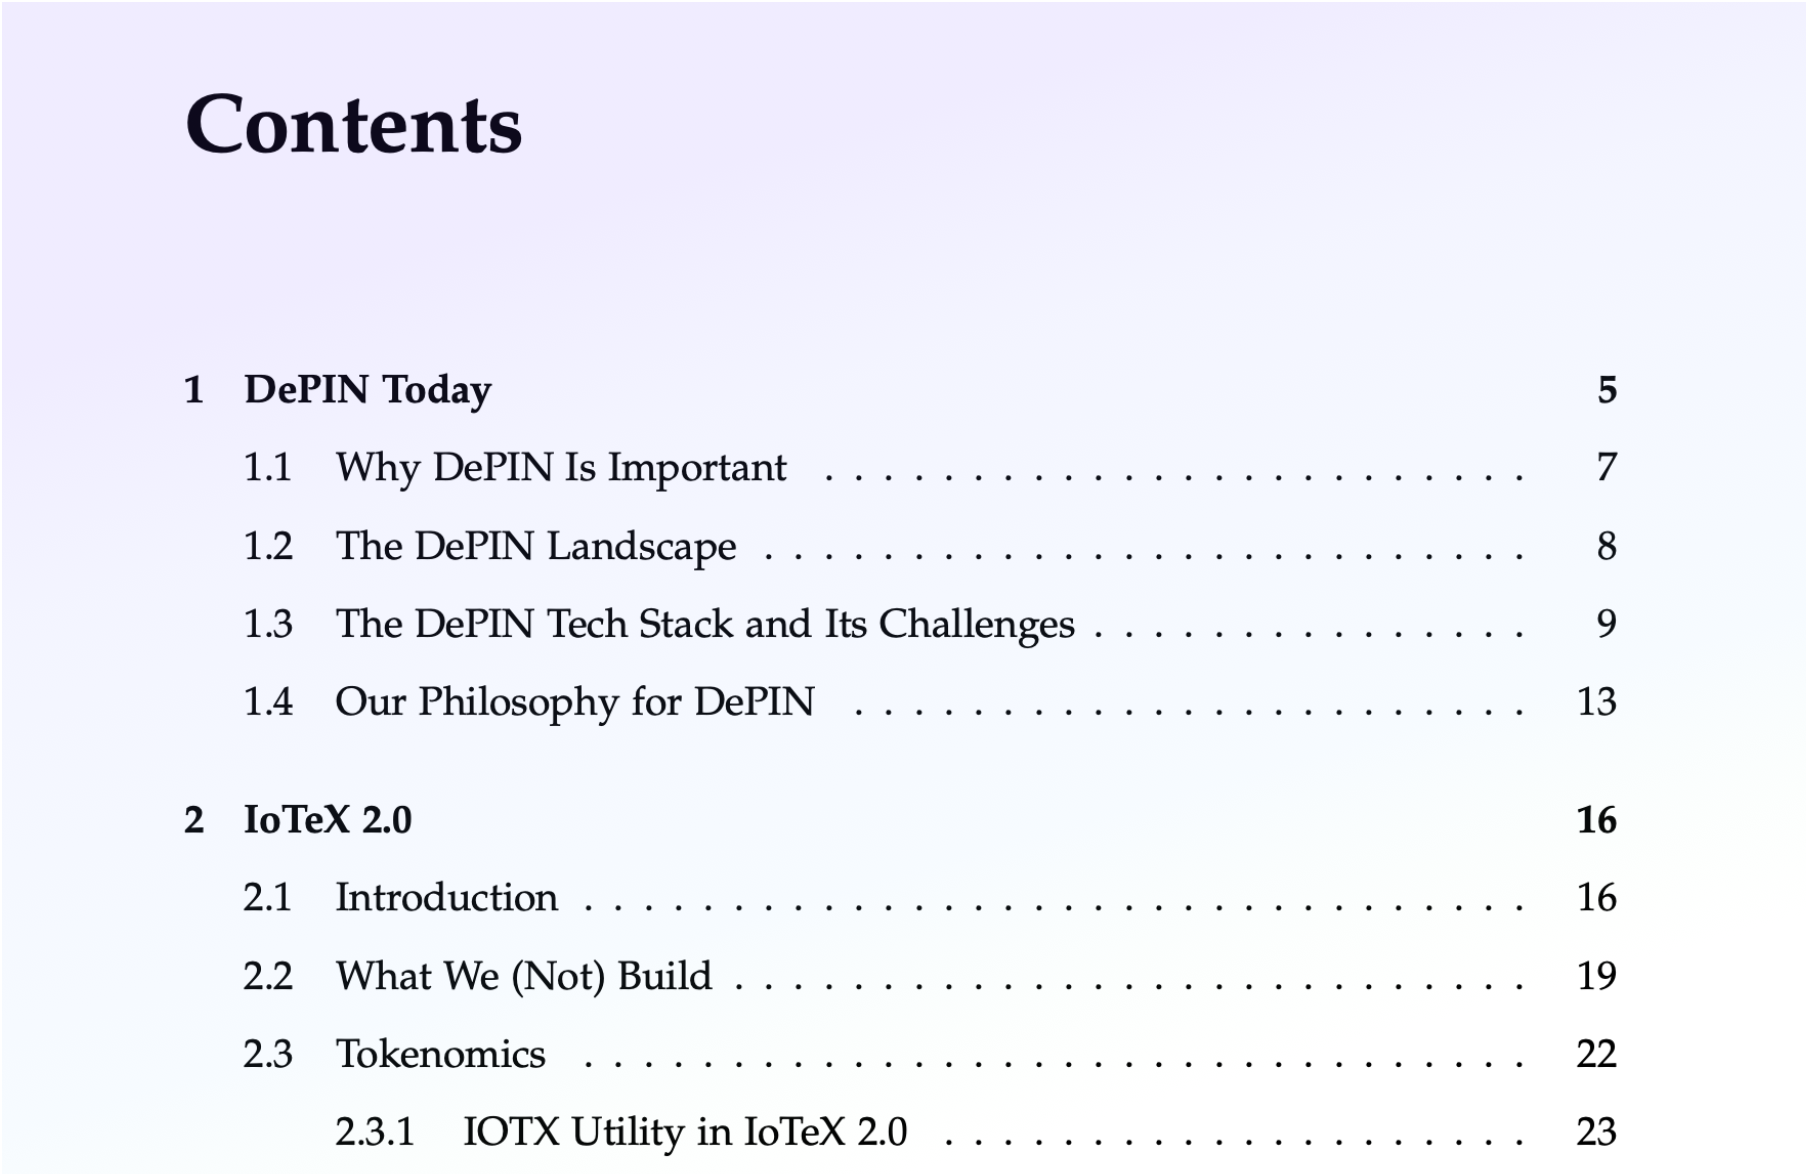 Contents
1 DePIN Today 5
1.1 Why DePIN Is Important . . . . . . . . . . . . . . . . . . . . . . . . 7
1.2 The DePIN Landscape . . . . . . . . . . . . . . . . . . . . . . . . . . 8
1.3 The DePIN Tech Stack and Its Challenges . . . . . . . . . . . . . . . 9
1.4 Our Philosophy for DePIN . . . . . . . . . . . . . . . . . . . . . . . 13
2 IoTeX 2.0 16
2.1 Introduction . . . . . . . . . . . . . . . . . . . . . . . . . . . . . . . . 16
2.2 What We (Not) Build . . . . . . . . . . . . . . . . . . . . . . . . . . . 19
2.3 Tokenomics . . . . . . . . . . . . . . . . . . . . . . . . . . . . . . . . 22
2.3.1 IOTX Utility in IoTeX 2.0 . . . . . . . . . . . . . . . . . . . . 23